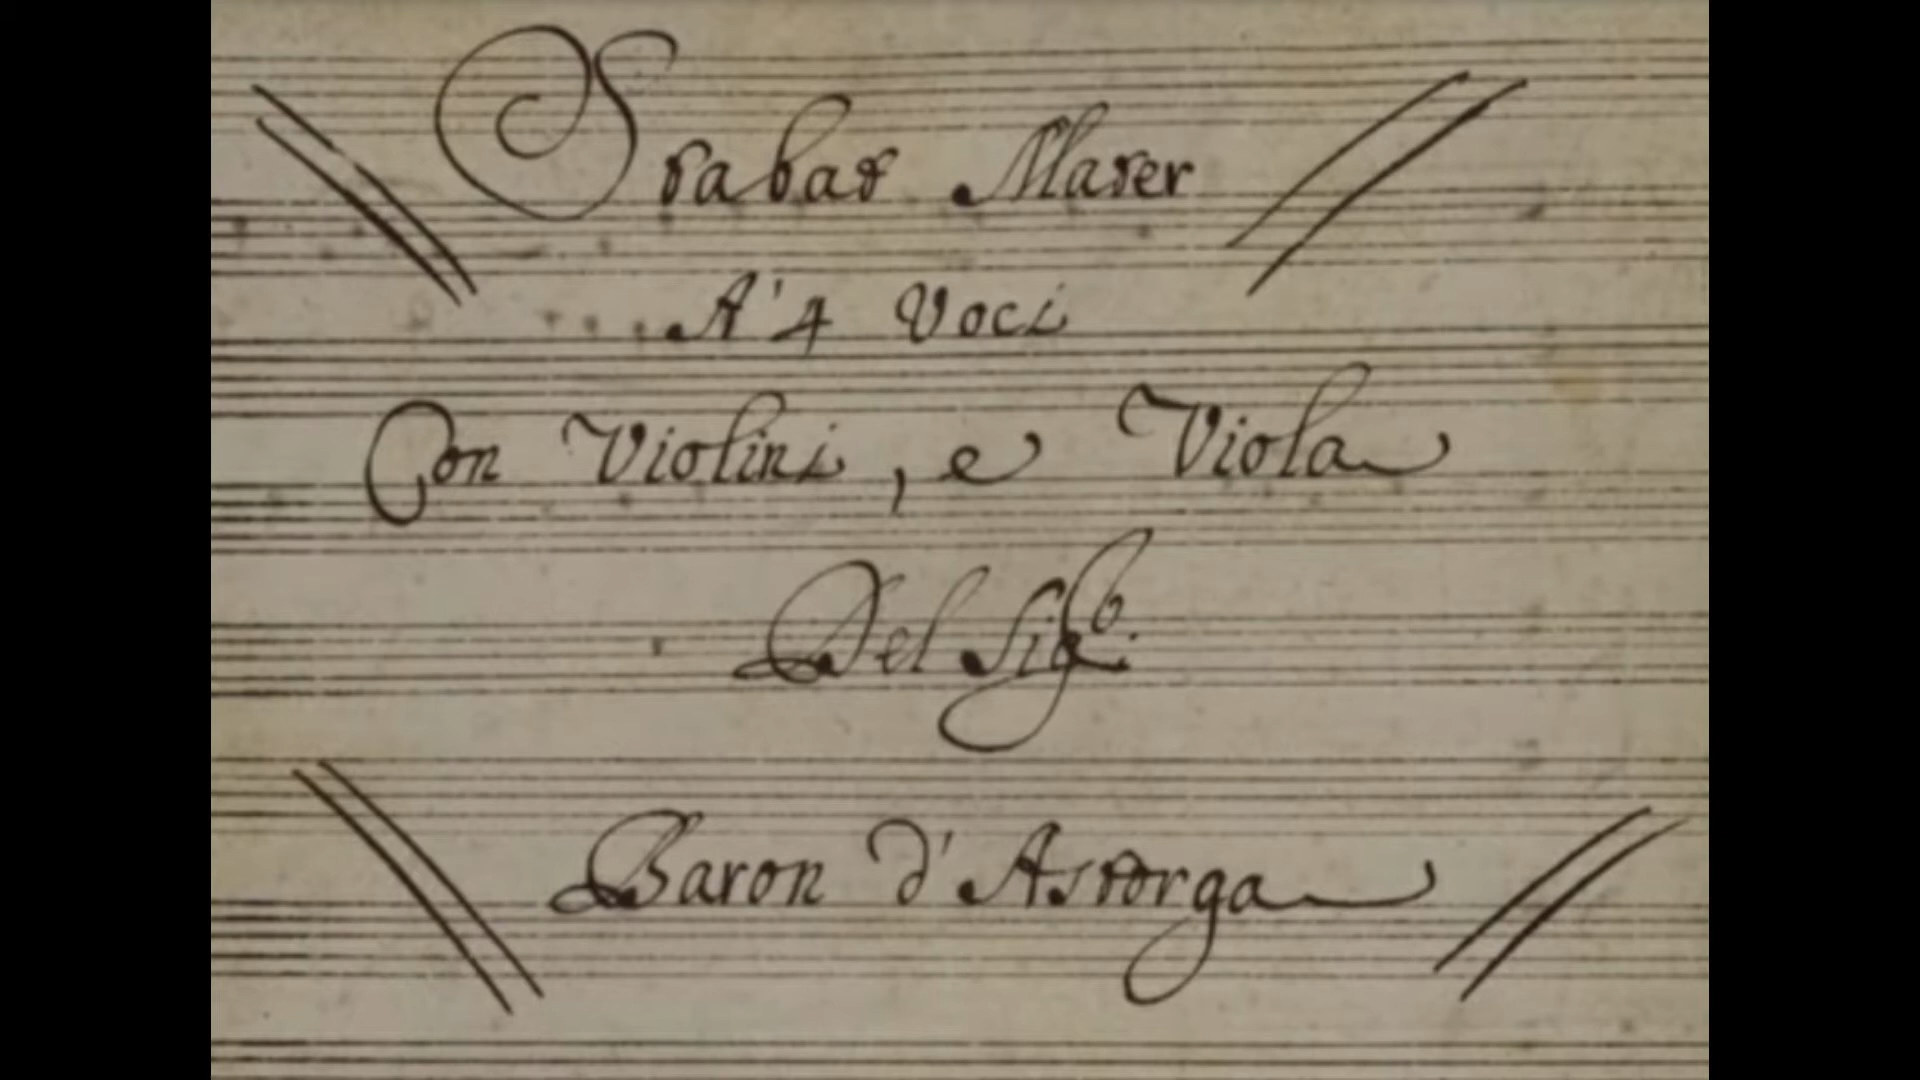 Stabat Mater
A' 4 Voci
Con Violini, e Viola
Del Sig.
Baron d'Astorga